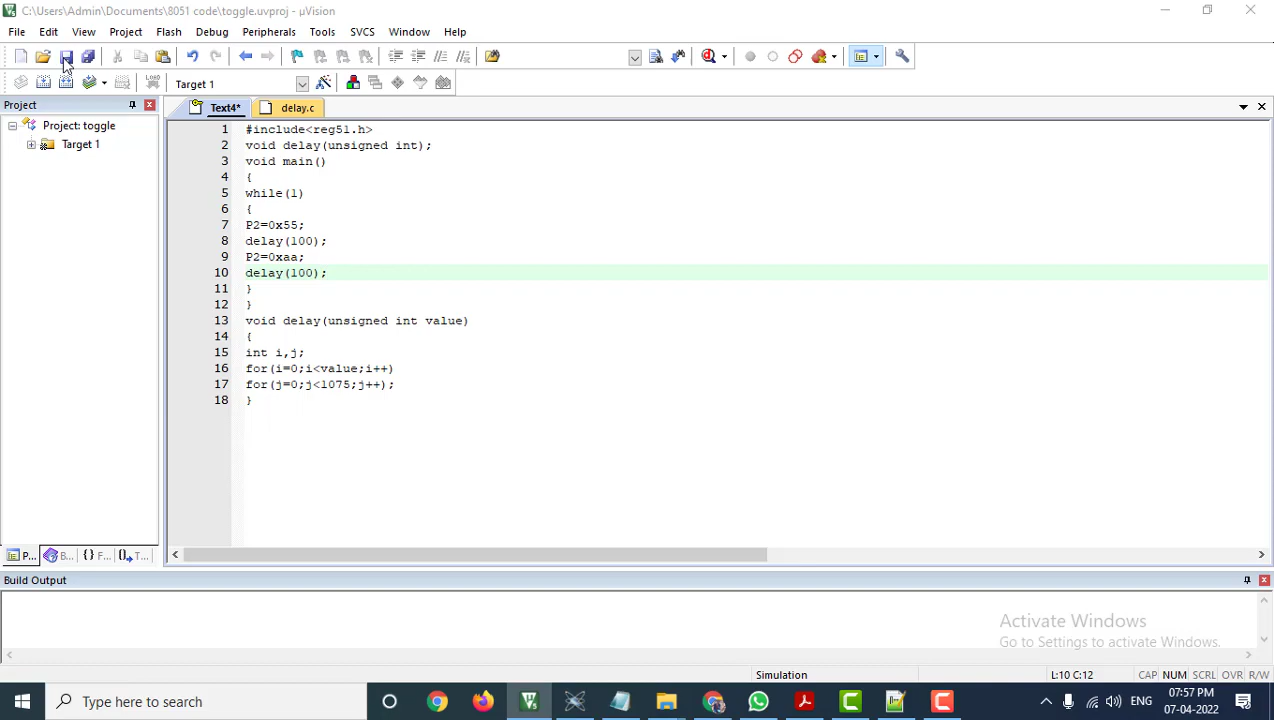 C:\Users\Admin\Documents\8051 code\toggle.uvproj - µVision
File Edit View Project Flash Debug Peripherals Tools SVCS Window Help
LOAD Target 1
Project
Text4* delay.c
Project: toggle
Target 1
1 #include<reg51.h>
2 void delay(unsigned int);
3 void main()
4 {
5 while(1)
6 {
7 P2=0x55;
8 delay(100);
9 P2=0xaa;
10 delay(100);
11 }
12 }
13 void delay(unsigned int value)
14 {
15 int i,j;
16 for(i=0;i<value;i++)
17 for(j=0;j<1075;j++);
18 }
P... B... {} F... T...
Build Output
Activate Windows
Go to Settings to activate Windows.
Simulation L:10 C:12 CAP NUM SCRL OVR R/W
Type here to search
ENG 07:57 PM
07-04-2022